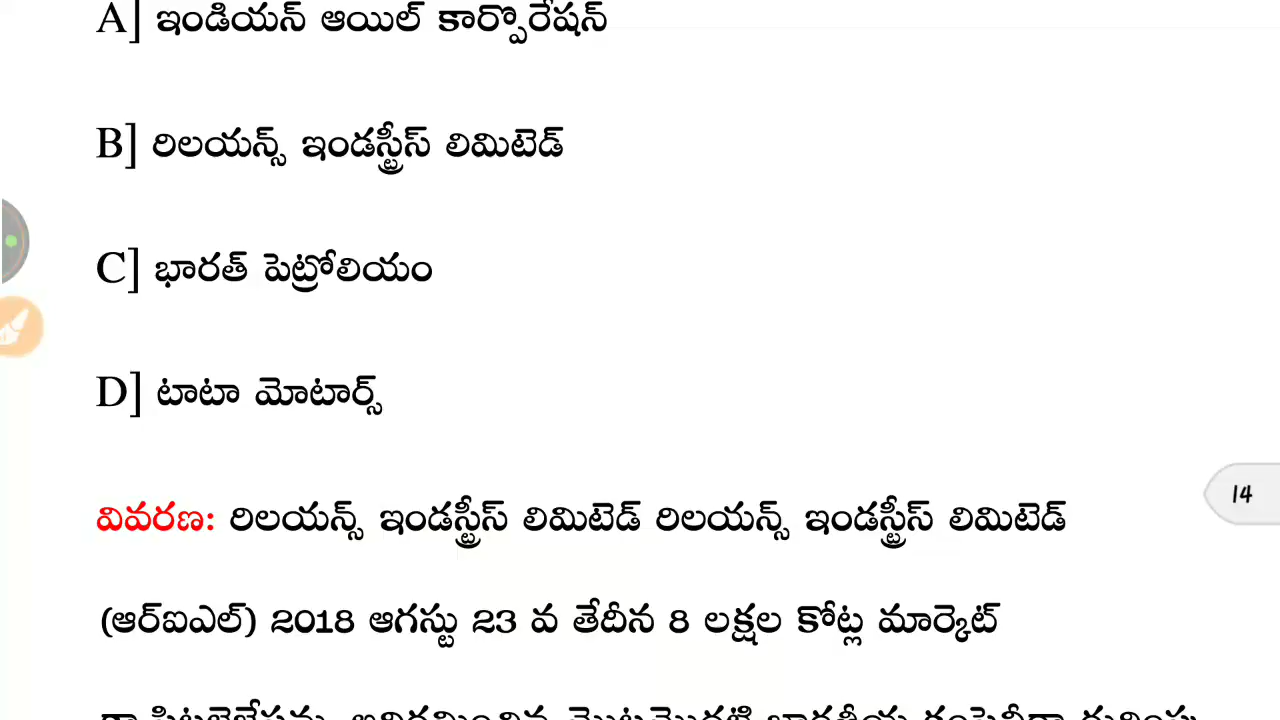 A] ఇండియన్ ఆయిల్ కార్పొరేషన్
B] రిలయన్స్ ఇండస్ట్రీస్ లిమిటెడ్
C] భారత్ పెట్రోలియం
D] టాటా మోటార్స్
వివరణ: రిలయన్స్ ఇండస్ట్రీస్ లిమిటెడ్ రిలయన్స్ ఇండస్ట్రీస్ లిమిటెడ్
14
(ఆర్ఐఎల్) 2018 ఆగస్టు 23 వ తేదీన 8 లక్షల కోట్ల మార్కెట్